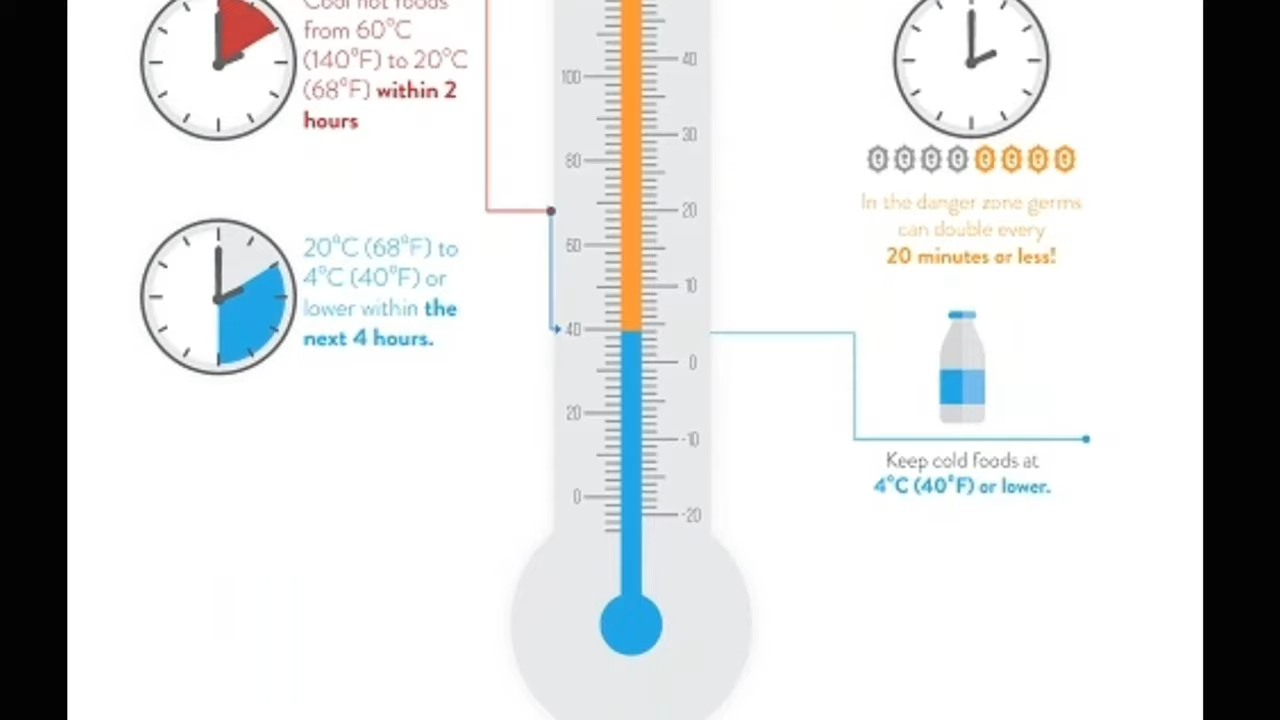 Cool hot foods
from 60°C
(140°F) to 20°C
(68°F) within 2
hours
20°C (68°F) to
4°C (40°F) or
lower within the
next 4 hours.
100
80
60
40
20
0
40
30
20
10
0
-10
-20
In the danger zone germs
can double every
20 minutes or less!
Keep cold foods at
4°C (40°F) or lower.